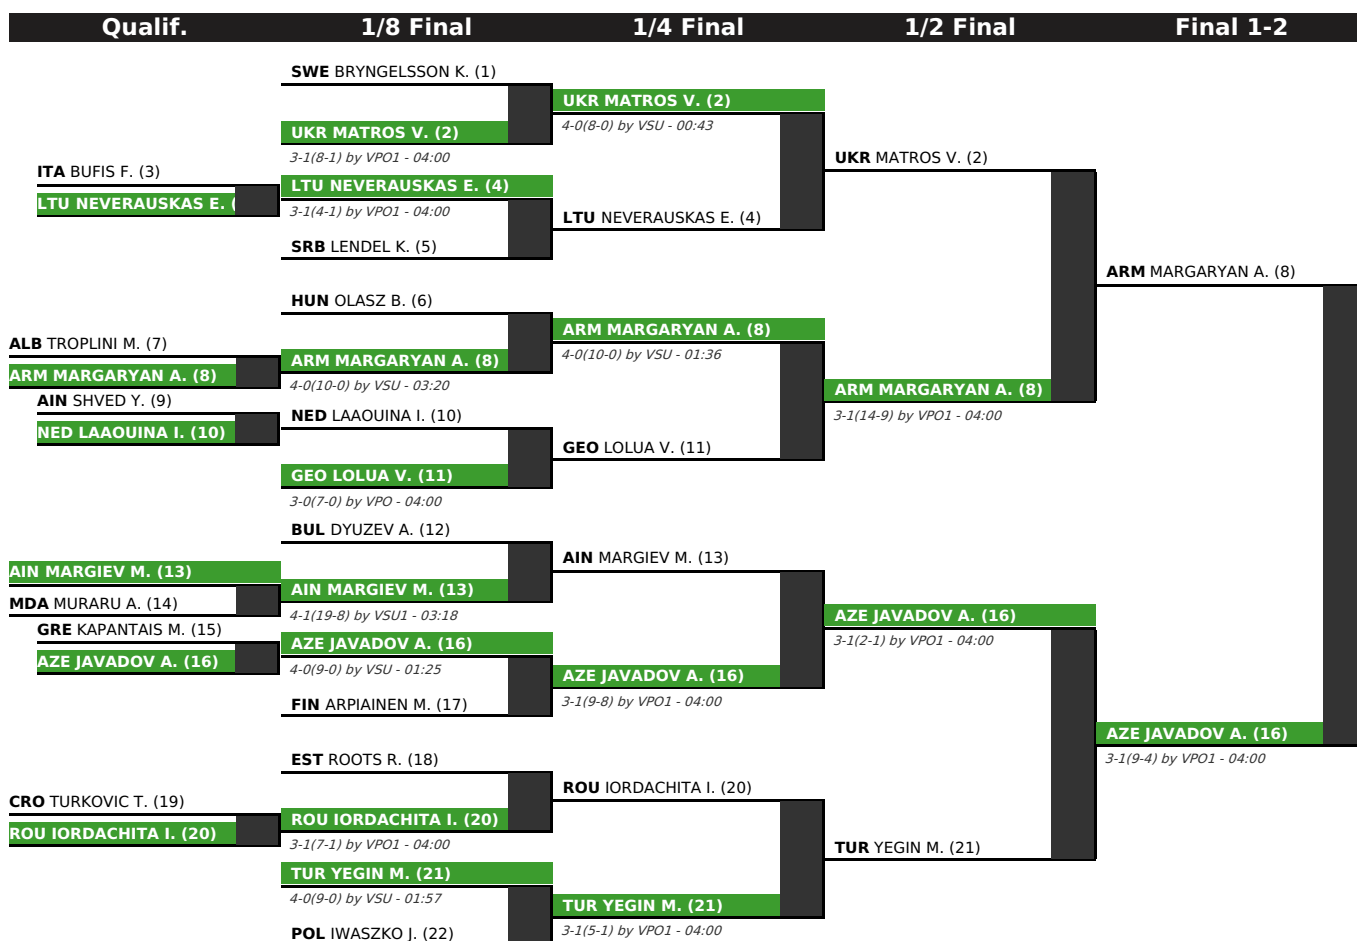 Qualif.
1/8 Final
1/4 Final
1/2 Final
Final 1-2
SWE BRYNGELSSON K. (1)
UKR MATROS V. (2)
4-0(8-0) by VSU - 00:43
UKR MATROS V. (2)
3-1(8-1) by VPO1 - 04:00
UKR MATROS V. (2)
ITA BUFIS F. (3)
LTU NEVERAUSKAS E. (4)
LTU NEVERAUSKAS E. (
3-1(4-1) by VPO1 - 04:00
LTU NEVERAUSKAS E. (4)
SRB LENDEL K. (5)
ARM MARGARYAN A. (8)
HUN OLASZ B. (6)
ARM MARGARYAN A. (8)
ALB TROPLINI M. (7)
ARM MARGARYAN A. (8)
4-0(10-0) by VSU - 01:36
ARM MARGARYAN A. (8)
4-0(10-0) by VSU - 03:20
ARM MARGARYAN A. (8)
AIN SHVED Y. (9)
NED LAAOUINA I. (10)
3-1(14-9) by VPO1 - 04:00
NED LAAOUINA I. (10)
GEO LOLUA V. (11)
GEO LOLUA V. (11)
3-0(7-0) by VPO - 04:00
BUL DYUZEV A. (12)
AIN MARGIEV M. (13)
AIN MARGIEV M. (13)
AIN MARGIEV M. (13)
MDA MURARU A. (14)
4-1(19-8) by VSU1 - 03:18
AZE JAVADOV A. (16)
GRE KAPANTAIS M. (15)
AZE JAVADOV A. (16)
3-1(2-1) by VPO1 - 04:00
AZE JAVADOV A. (16)
4-0(9-0) by VSU - 01:25
AZE JAVADOV A. (16)
FIN ARPIAINEN M. (17)
3-1(9-8) by VPO1 - 04:00
AZE JAVADOV A. (16)
3-1(9-4) by VPO1 - 04:00
EST ROOTS R. (18)
ROU IORDACHITA I. (20)
CRO TURKOVIC T. (19)
ROU IORDACHITA I. (20)
ROU IORDACHITA I. (20)
3-1(7-1) by VPO1 - 04:00
TUR YEGIN M. (21)
TUR YEGIN M. (21)
4-0(9-0) by VSU - 01:57
TUR YEGIN M. (21)
POL IWASZKO J. (22)
3-1(5-1) by VPO1 - 04:00